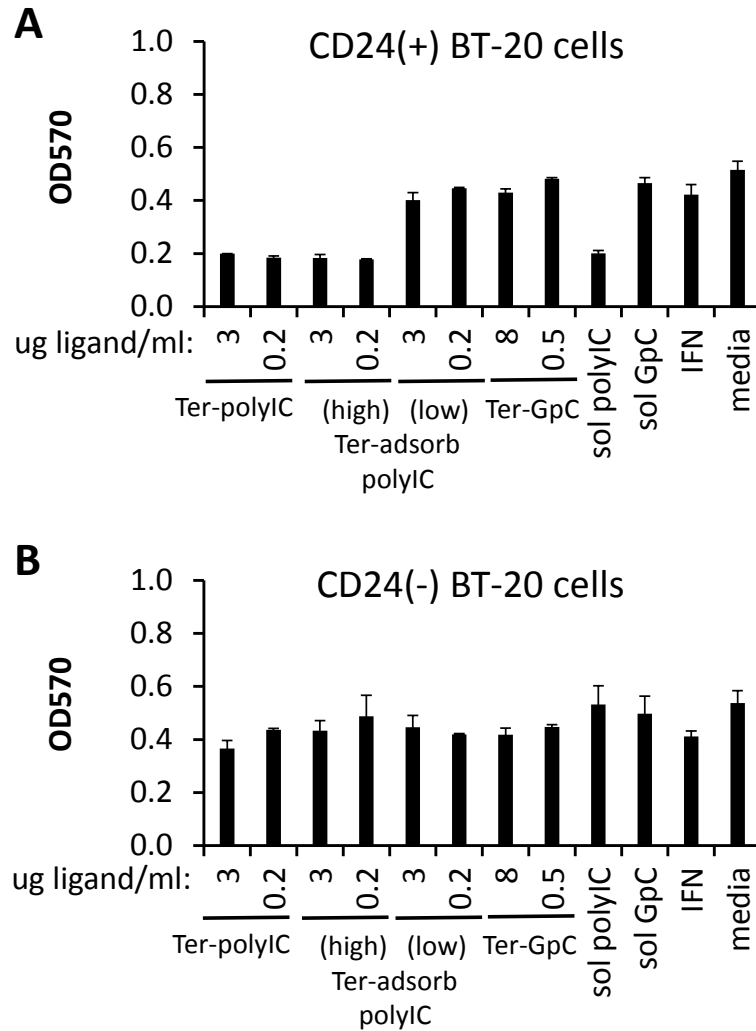 A
CD24(+) BT-20 cells
1.0
0.8
0.6
0.4
0.2
0.0
OD570
ug ligand/ml: 3 0.2 3 0.2 3 0.2 8 0.5 sol polyIC sol GpC IFN media
Ter-polyIC (high) (low) Ter-GpC
Ter-adsorb
polyIC
B
CD24(-) BT-20 cells
1.0
0.8
0.6
0.4
0.2
0.0
OD570
ug ligand/ml: 3 0.2 3 0.2 3 0.2 8 0.5 sol polyIC sol GpC IFN media
Ter-polyIC (high) (low) Ter-GpC
Ter-adsorb
polyIC